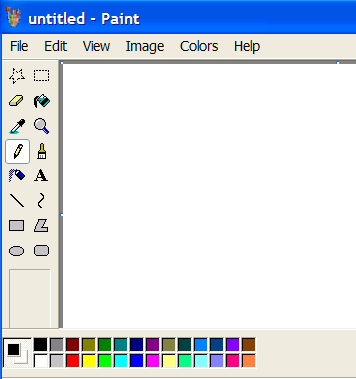 untitled - Paint
File Edit View Image Colors Help
A